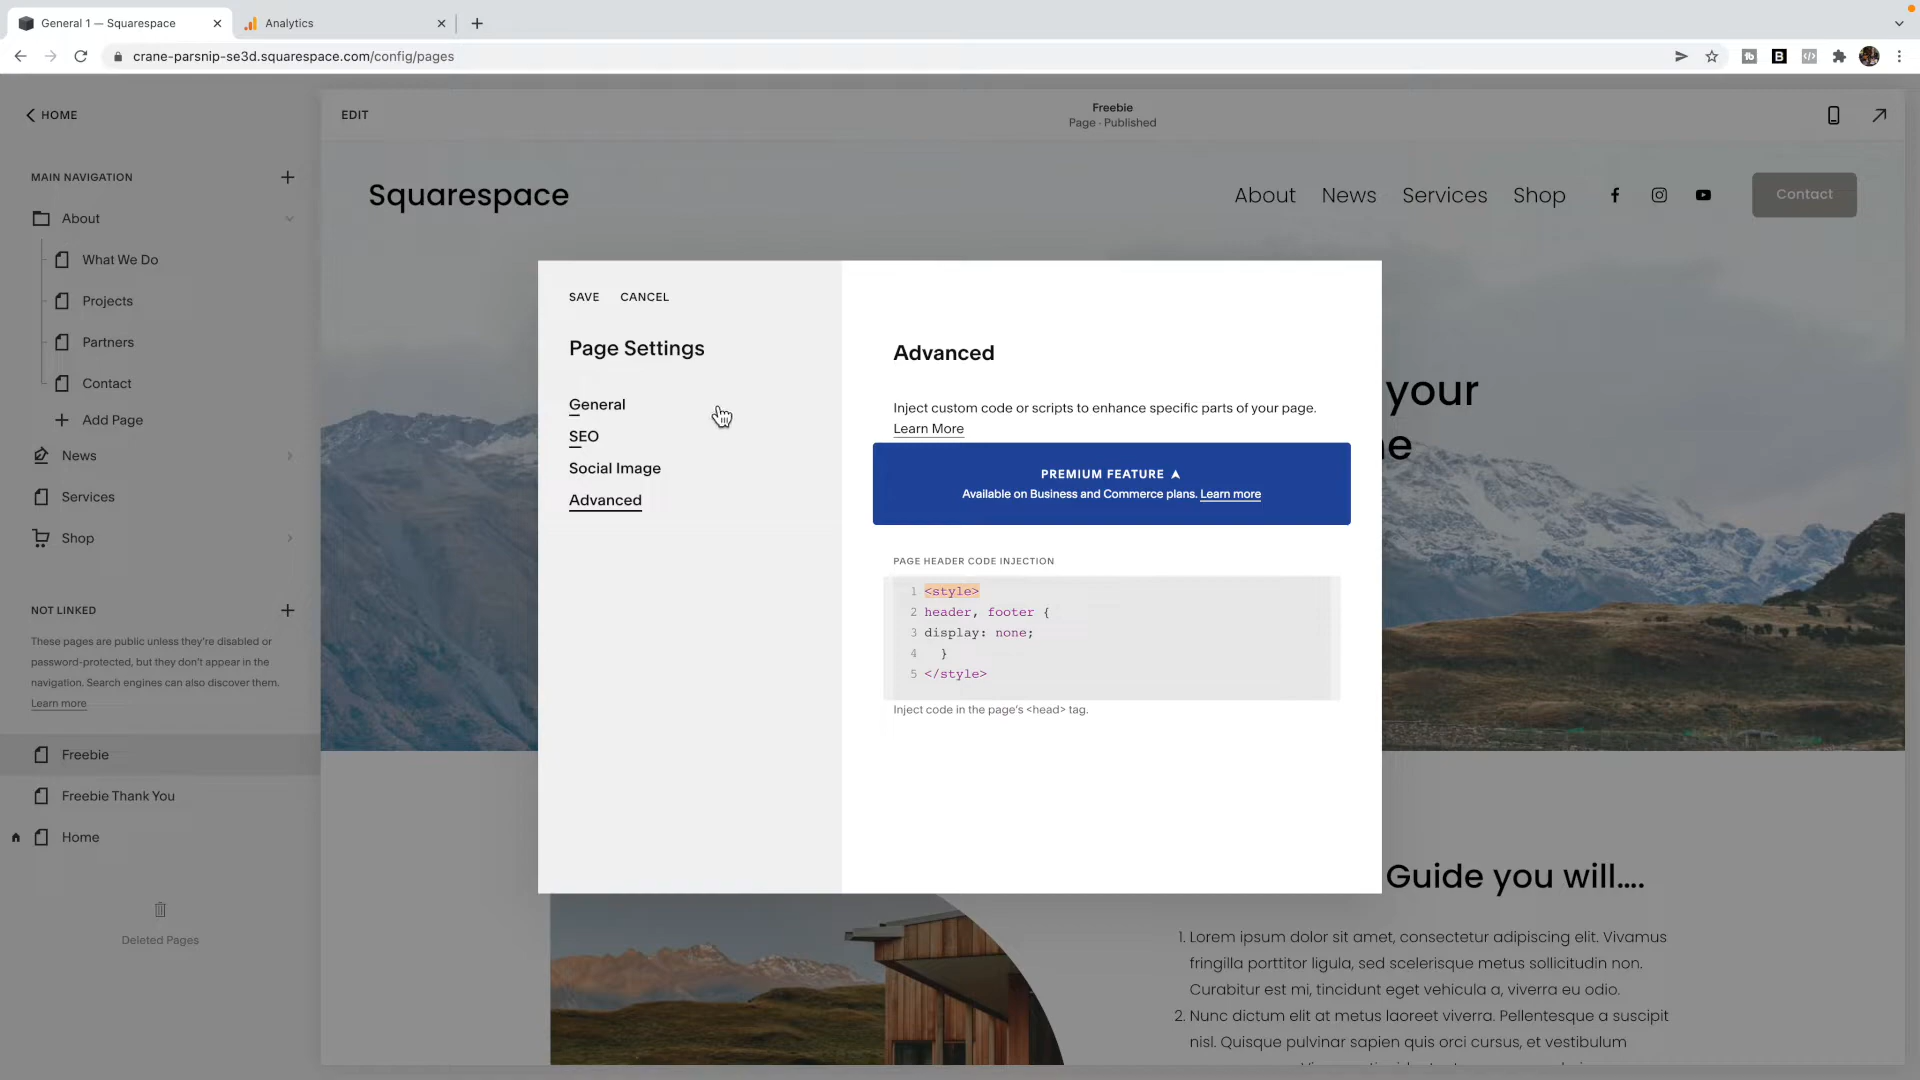 General 1 — Squarespace
Analytics
crane-parsnip-se3d.squarespace.com/config/pages
HOME
EDIT
Freebie
Page · Published
MAIN NAVIGATION
About
What We Do
Projects
Partners
Contact
Add Page
News
Services
Shop
NOT LINKED
These pages are public unless they're disabled or
password-protected, but they don't appear in the
navigation. Search engines can also discover them.
Learn more
Freebie
Freebie Thank You
Home
Deleted Pages
Squarespace
About News Services Shop
Contact
your
e
SAVE CANCEL
Page Settings
General
SEO
Social Image
Advanced
Advanced
Inject custom code or scripts to enhance specific parts of your page.
Learn More
PREMIUM FEATURE
Available on Business and Commerce plans. Learn more
PAGE HEADER CODE INJECTION
1 <style>
2 header, footer {
3 display: none;
4 }
5 </style>
Inject code in the page's <head> tag.
Guide you will....
1. Lorem ipsum dolor sit amet, consectetur adipiscing elit. Vivamus
fringilla porttitor ligula, sed scelerisque metus sollicitudin non.
Curabitur est mi, tincidunt eget vehicula a, viverra eu odio.
2. Nunc dictum elit at metus laoreet viverra. Pellentesque a suscipit
nisl. Quisque pulvinar sapien quis orci cursus, et vestibulum